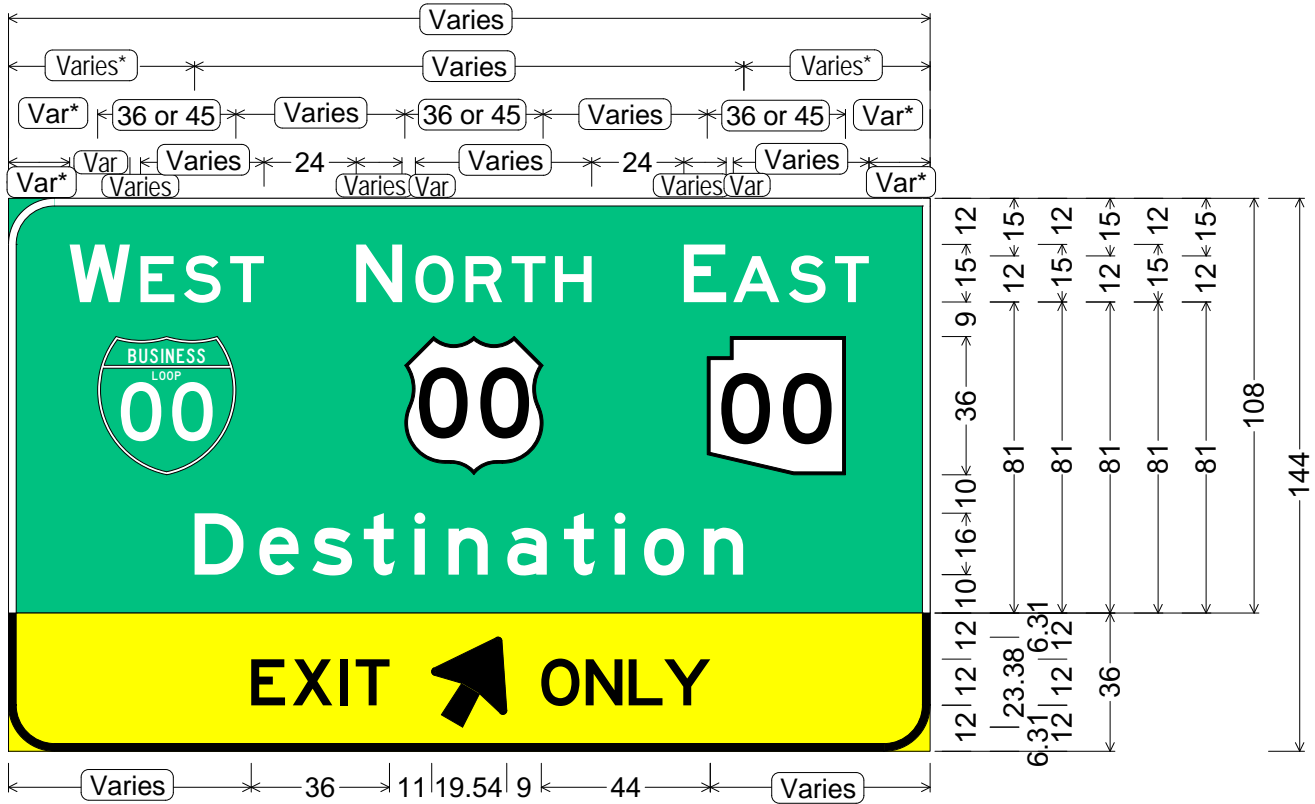 Varies
Varies* Varies Varies*
Var* 36 or 45 Varies 36 or 45 Varies 36 or 45 Var*
Var* Var Varies Varies 24 Varies Var Varies 24 Varies Var Varies Var*
WEST NORTH EAST
BUSINESS
LOOP
00 00 00
Destination
EXIT ONLY
12 15 12 15 12 15
15 12 15 12 15 12
9
36
81 81 81 81 81
10
16
10
108
144
12 6.31 12
12 23.38 12 36
12 6.31 12
Varies 36 11 19.54 9 44 Varies